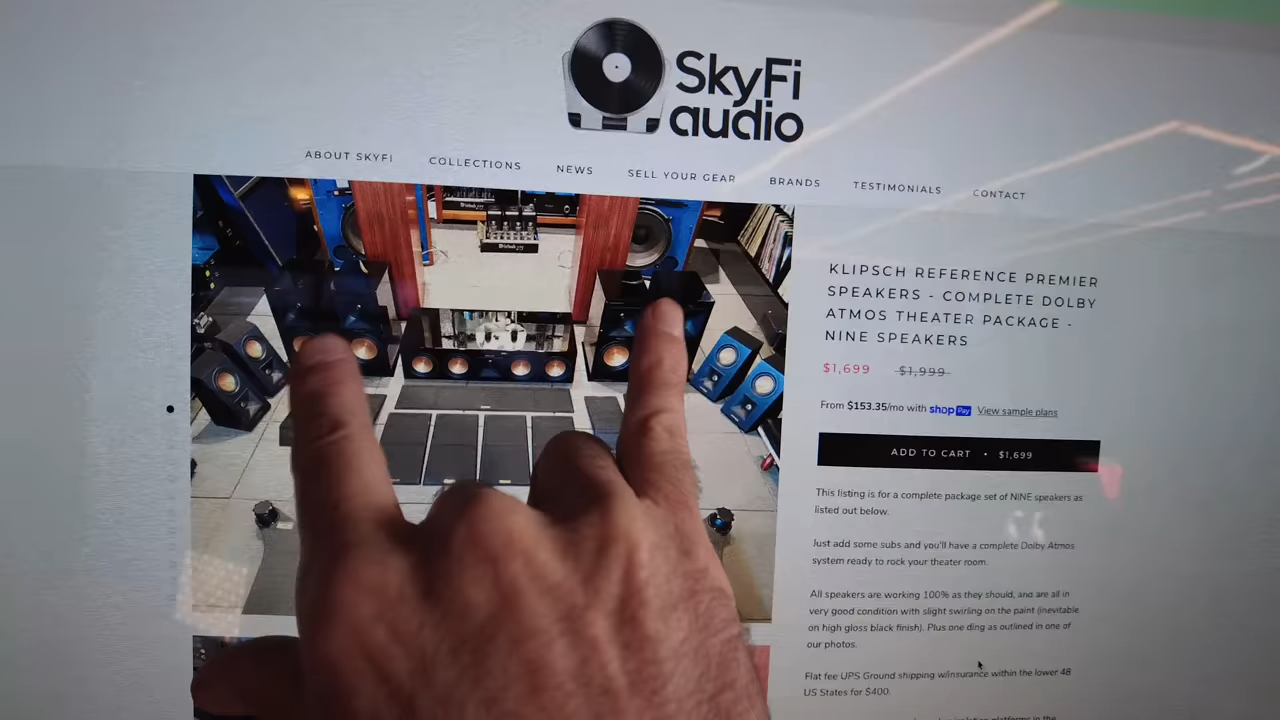 SkyFi
audio
ABOUT SKYFI COLLECTIONS NEWS SELL YOUR GEAR BRANDS TESTIMONIALS CONTACT
KLIPSCH REFERENCE PREMIER
SPEAKERS - COMPLETE DOLBY
ATMOS THEATER PACKAGE -
NINE SPEAKERS
$1,699 $1,999
From $153.35/mo with shop Pay View sample plans
ADD TO CART • $1,699
This listing is for a complete package set of NINE speakers as
listed out below.
Just add some subs and you'll have a complete Dolby Atmos
system ready to rock your theater room.
All speakers are working 100% as they should, and are all in
very good condition with slight swirling on the paint (inevitable
on high gloss black finish). Plus one ding as outlined in one of
our photos.
Flat fee UPS Ground shipping w/insurance within the lower 48
US States for $400.